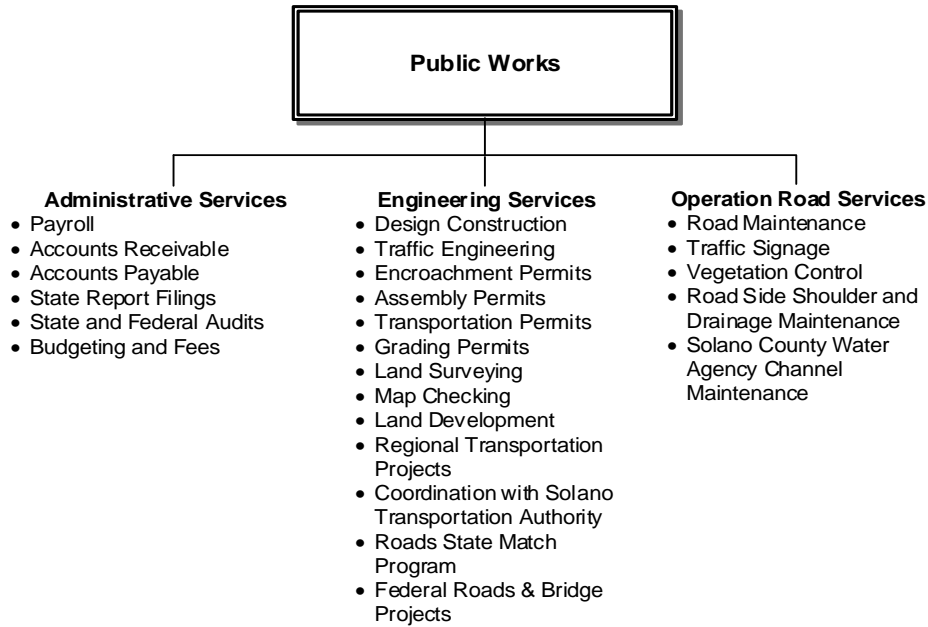 Public Works
Administrative Services
• Payroll
• Accounts Receivable
• Accounts Payable
• State Report Filings
• State and Federal Audits
• Budgeting and Fees
Engineering Services
• Design Construction
• Traffic Engineering
• Encroachment Permits
• Assembly Permits
• Transportation Permits
• Grading Permits
• Land Surveying
• Map Checking
• Land Development
• Regional Transportation
Projects
• Coordination with Solano
Transportation Authority
• Roads State Match
Program
• Federal Roads & Bridge
Projects
Operation Road Services
• Road Maintenance
• Traffic Signage
• Vegetation Control
• Road Side Shoulder and
Drainage Maintenance
• Solano County Water
Agency Channel
Maintenance